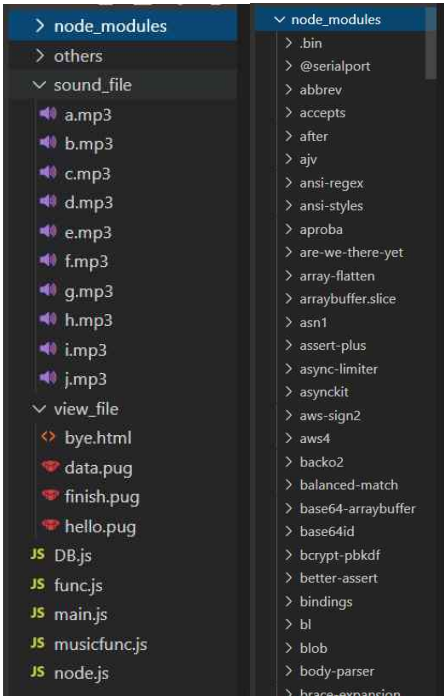 node_modules
others
sound_file
a.mp3
b.mp3
c.mp3
d.mp3
e.mp3
f.mp3
g.mp3
h.mp3
i.mp3
j.mp3
view_file
bye.html
data.pug
finish.pug
hello.pug
JS DB.js
JS func.js
JS main.js
JS musicfunc.js
JS node.js
node_modules
.bin
@serialport
abbrev
accepts
after
ajv
ansi-regex
ansi-styles
aproba
are-we-there-yet
array-flatten
arraybuffer.slice
asn1
assert-plus
async-limiter
asynckit
aws-sign2
aws4
backo2
balanced-match
base64-arraybuffer
base64id
bcrypt-pbkdf
better-assert
bindings
bl
blob
body-parser
brace-expansion